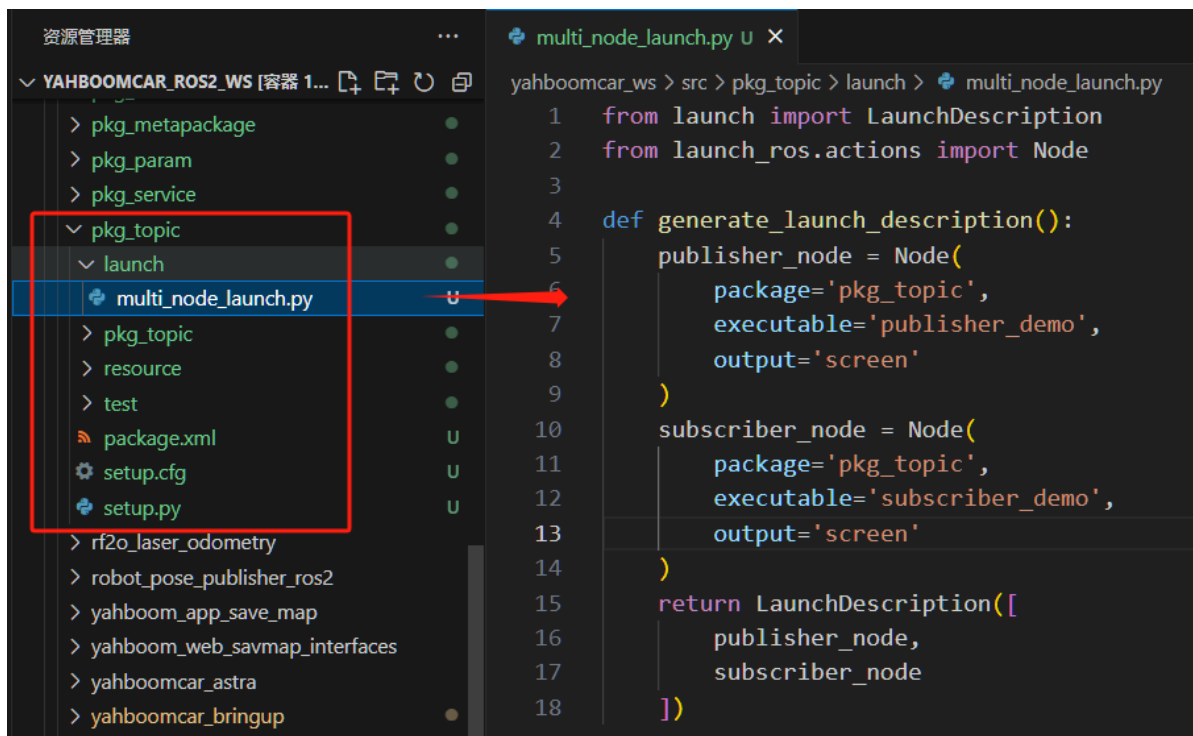 资源管理器 ···
YAHBOOMCAR_ROS2_WS [容器 1...
pkg_metapackage
pkg_param
pkg_service
pkg_topic
launch
multi_node_launch.py U
pkg_topic
resource
test
package.xml U
setup.cfg U
setup.py U
rf2o_laser_odometry
robot_pose_publisher_ros2
yahboom_app_save_map
yahboom_web_savmap_interfaces
yahboomcar_astra
yahboomcar_bringup
multi_node_launch.py U ×
yahboomcar_ws > src > pkg_topic > launch > multi_node_launch.py
1 from launch import LaunchDescription
2 from launch_ros.actions import Node
3
4 def generate_launch_description():
5 publisher_node = Node(
6 package='pkg_topic',
7 executable='publisher_demo',
8 output='screen'
9 )
10 subscriber_node = Node(
11 package='pkg_topic',
12 executable='subscriber_demo',
13 output='screen'
14 )
15 return LaunchDescription([
16 publisher_node,
17 subscriber_node
18 ])